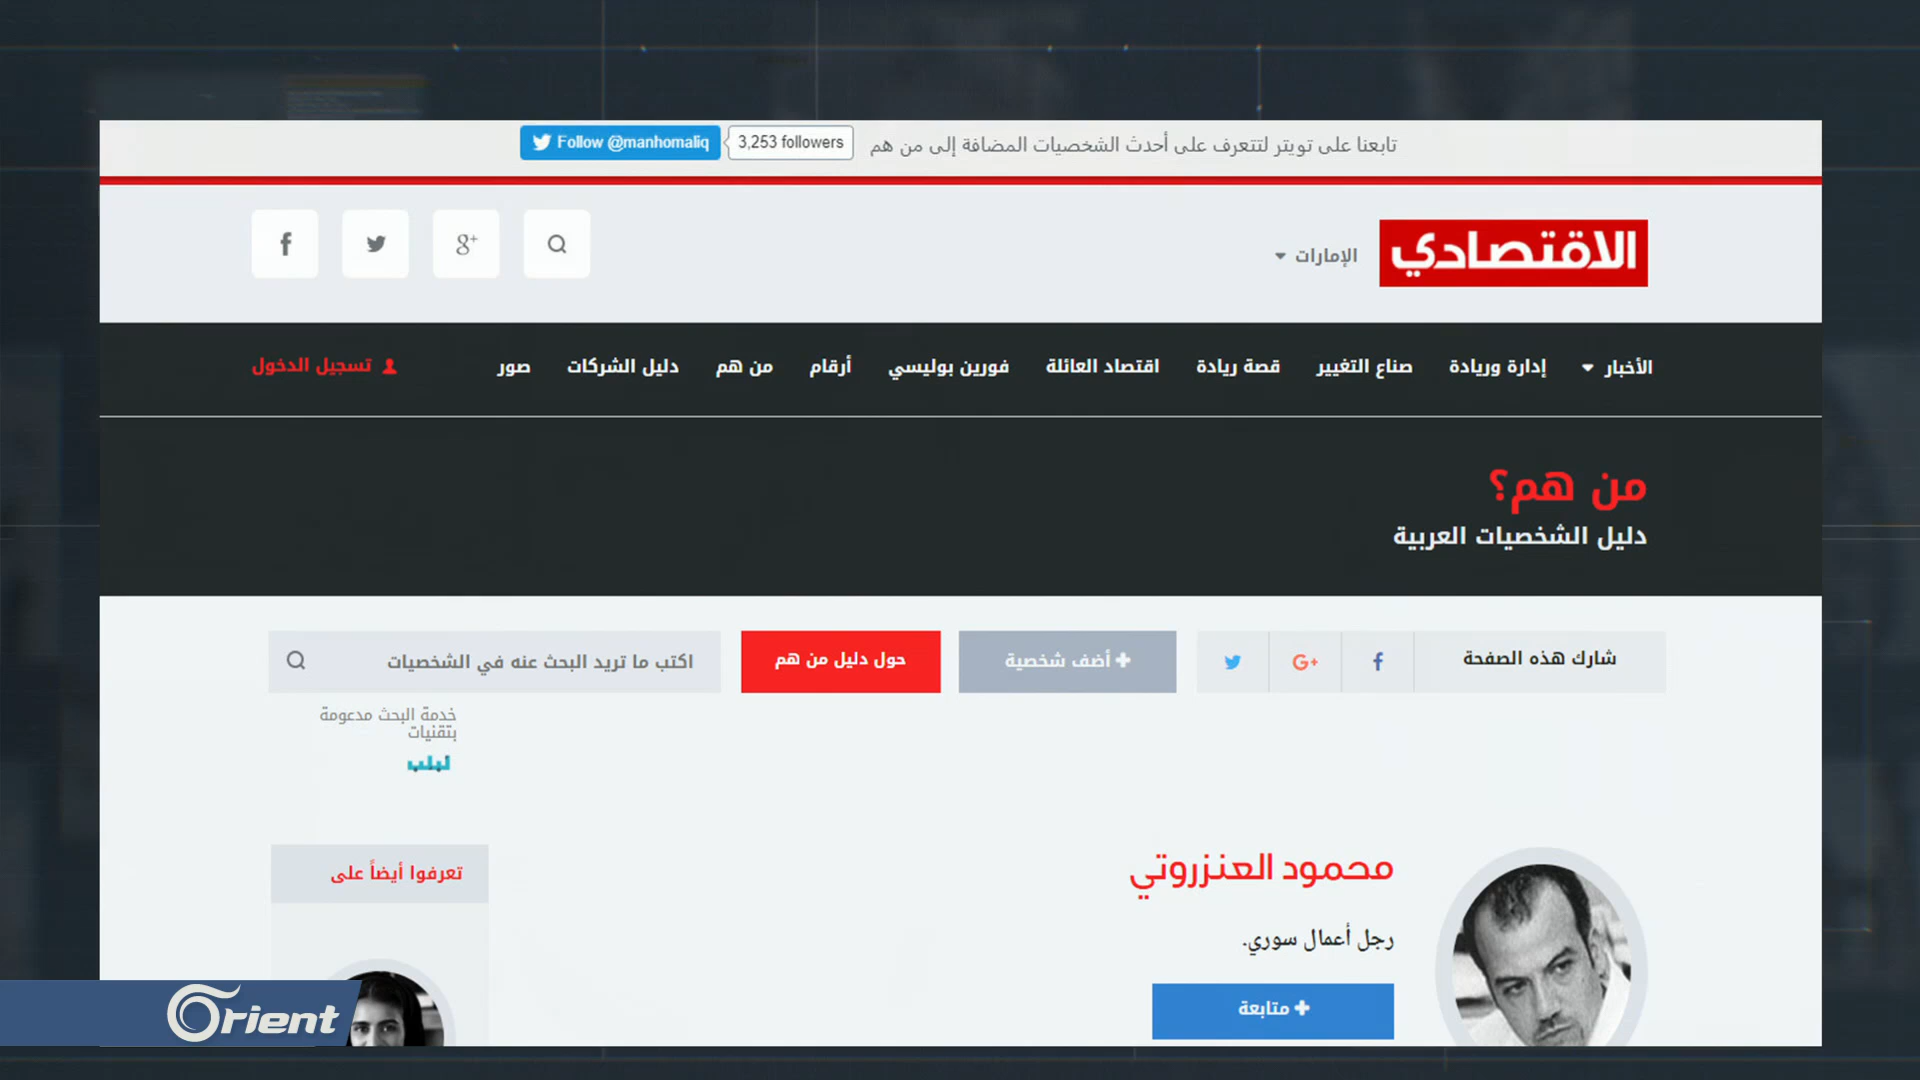 تابعنا على تويتر لتتعرف على أحدث الشخصيات المضافة إلى من هم
3,253 followers
Follow @manhomaliq
الاقتصادي
الإمارات
g+
f
الأخبار
إدارة وريادة
صناع التغيير
قصة ريادة
اقتصاد العائلة
فورين بوليسي
أرقام
من هم
دليل الشركات
صور
تسجيل الدخول
من هم؟
دليل الشخصيات العربية
شارك هذه الصفحة
f
G+
+ أضف شخصية
حول دليل من هم
اكتب ما تريد البحث عنه في الشخصيات
خدمة البحث مدعومة
بتقنيات
لبلب
محمود العنزروتي
رجل أعمال سوري.
+ متابعة
تعرفوا أيضاً على
Orient